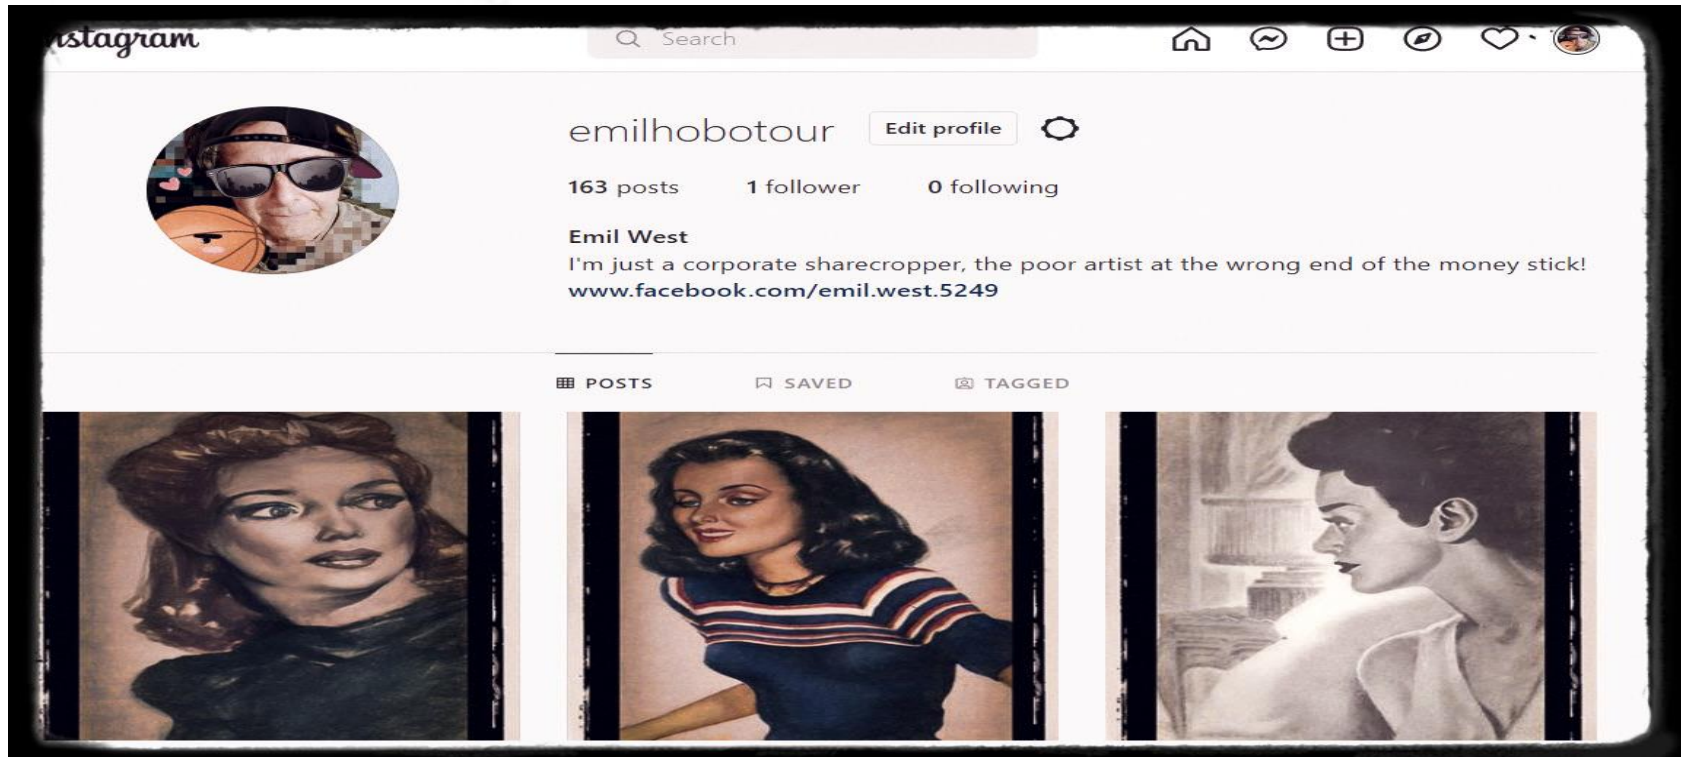 nstagram
Search
emilhobotour Edit profile
163 posts 1 follower 0 following
Emil West
I'm just a corporate sharecropper, the poor artist at the wrong end of the money stick!
www.facebook.com/emil.west.5249
POSTS SAVED TAGGED